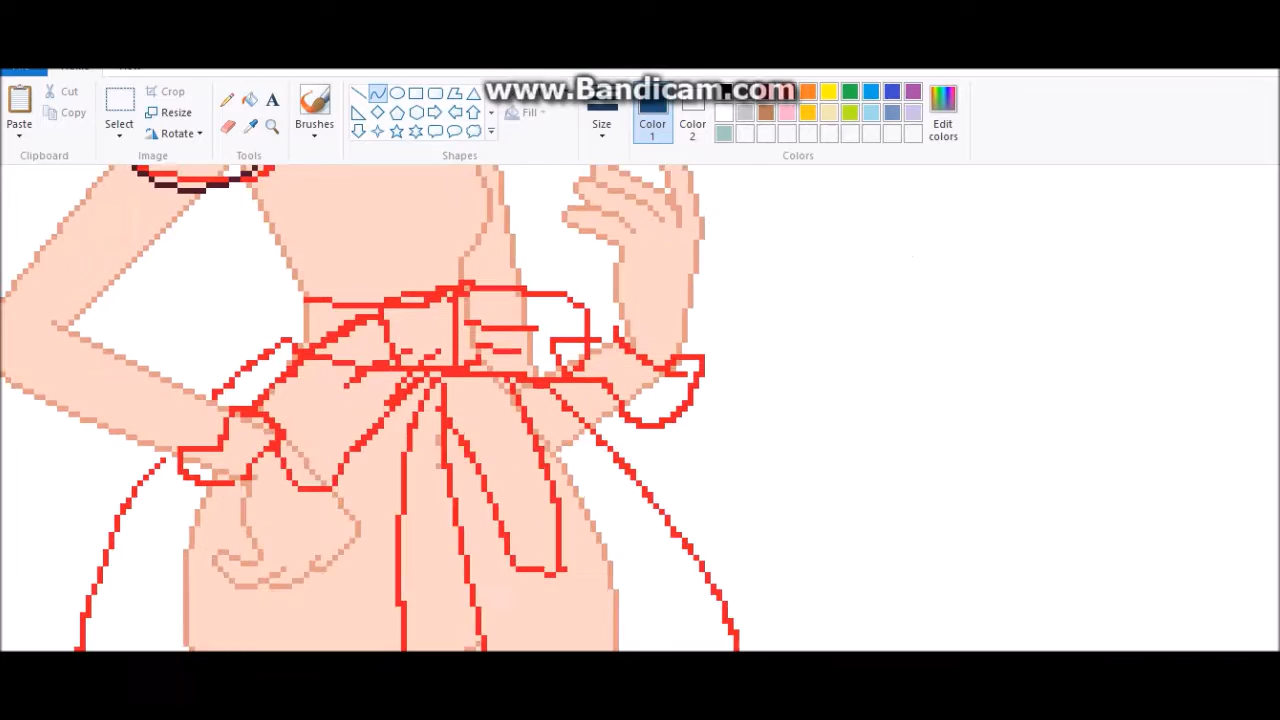 www.Bandicam.com
Cut
Copy
Paste
Clipboard
Select
Crop
Resize
Rotate
Image
Tools
Brushes
Shapes
Fill
Size
Color
1
Color
2
Edit
colors
Colors